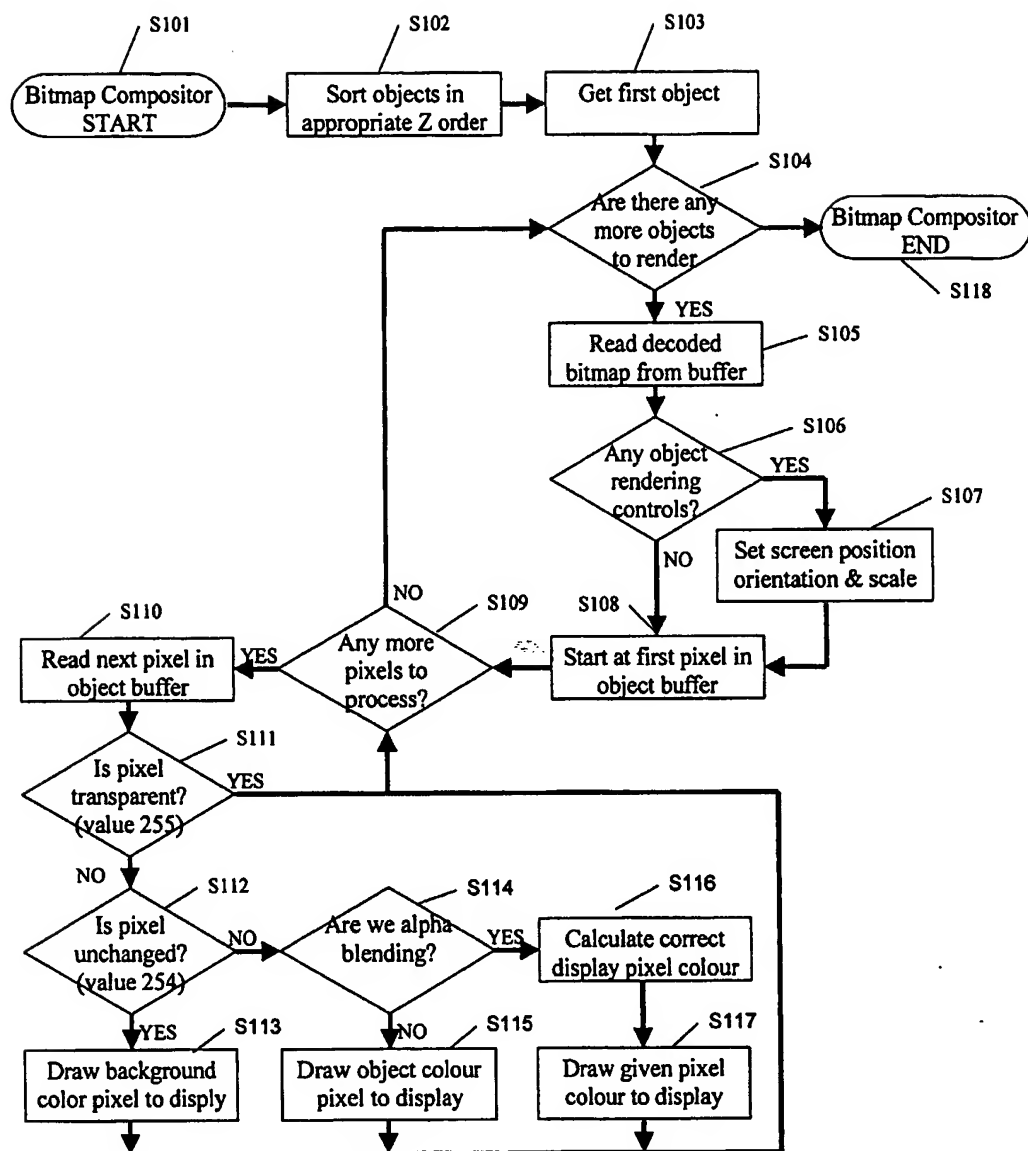 S101
S102
S103
Bitmap Compositor
START
Sort objects in
appropriate Z order
Get first object
S104
Are there any
more objects
to render
Bitmap Compositor
END
S118
YES
Read decoded
bitmap from buffer
S105
S106
Any object
rendering
controls?
YES
S107
NO
Set screen position
orientation & scale
NO
S110
S109
S108
Read next pixel in
object buffer
YES
Any more
pixels to
process?
Start at first pixel in
object buffer
S111
Is pixel
transparent?
(value 255)
YES
NO
S112
S114
S116
Is pixel
unchanged?
(value 254)
NO
Are we alpha
blending?
YES
Calculate correct
display pixel colour
YES
S113
NO
S115
S117
Draw background
color pixel to disply
Draw object colour
pixel to display
Draw given pixel
colour to display